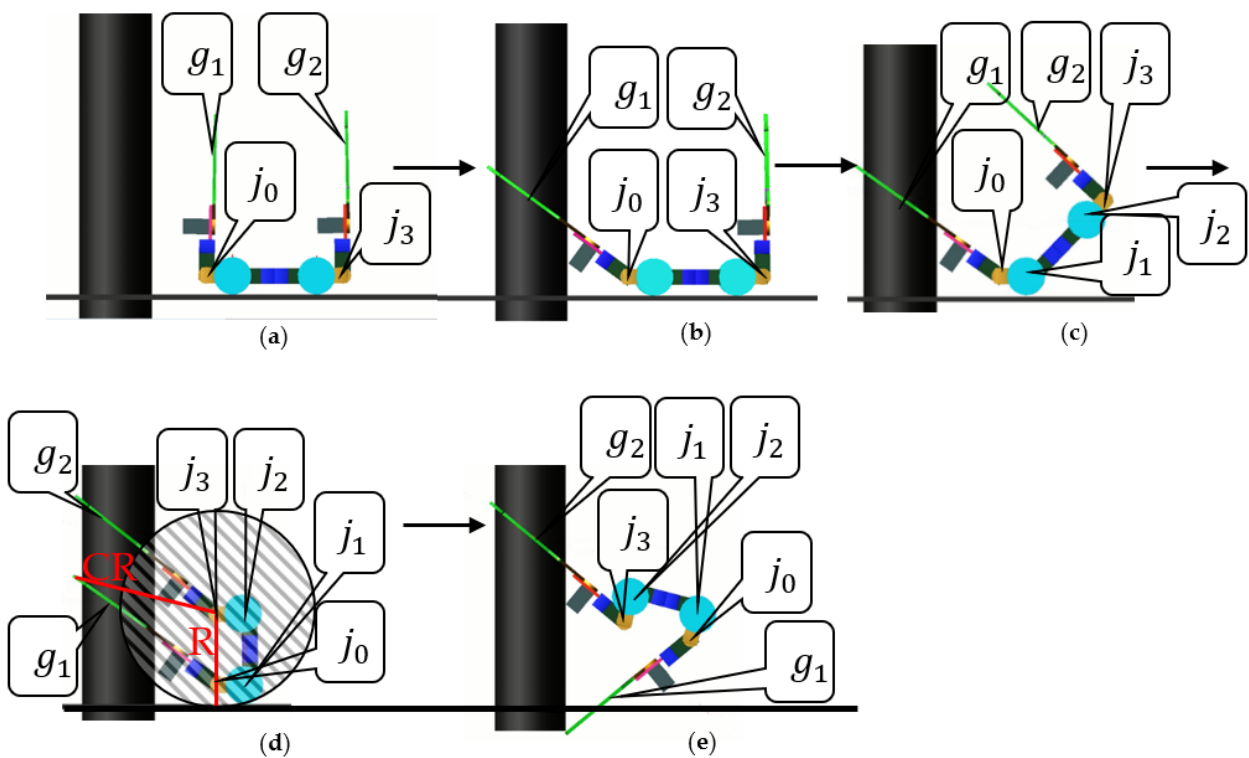 g₁ g₂
j₀
j₃
(a)
g₁ g₂
j₀ j₃
(b)
g₁ g₂ j₃
j₀
j₂
j₁
(c)
g₂ j₃ j₂
j₁
CR
R
j₀
g₁
(d)
g₂ j₁ j₂
j₃
j₀
g₁
(e)